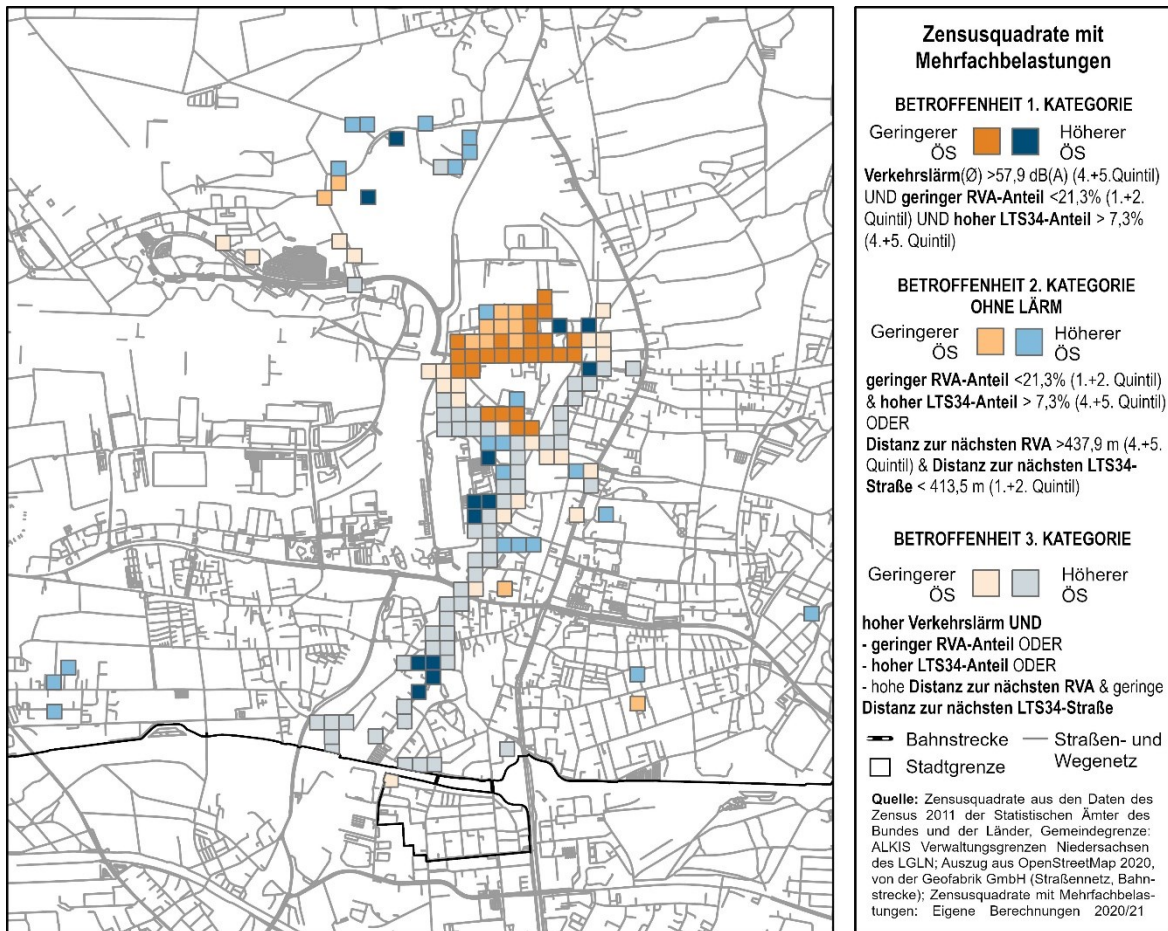 Zensusquadrate mit
Mehrfachbelastungen
BETROFFENHEIT 1. KATEGORIE
Geringerer Höherer
ÖS ÖS
Verkehrslärm(Ø) >57,9 dB(A) (4.+5.Quintil)
UND geringer RVA-Anteil <21,3% (1.+2.
Quintil) UND hoher LTS34-Anteil > 7,3%
(4.+5. Quintil)
BETROFFENHEIT 2. KATEGORIE
OHNE LÄRM
Geringerer Höherer
ÖS ÖS
geringer RVA-Anteil <21,3% (1.+2. Quintil)
& hoher LTS34-Anteil > 7,3% (4.+5. Quintil)
ODER
Distanz zur nächsten RVA >437,9 m (4.+5.
Quintil) & Distanz zur nächsten LTS34-
Straße < 413,5 m (1.+2. Quintil)
BETROFFENHEIT 3. KATEGORIE
Geringerer Höherer
ÖS ÖS
hoher Verkehrslärm UND
- geringer RVA-Anteil ODER
- hoher LTS34-Anteil ODER
- hohe Distanz zur nächsten RVA & geringe
Distanz zur nächsten LTS34-Straße
Bahnstrecke Straßen- und
Stadtgrenze Wegenetz
Quelle: Zensusquadrate aus den Daten des
Zensus 2011 der Statistischen Ämter des
Bundes und der Länder, Gemeindegrenze:
ALKIS Verwaltungsgrenzen Niedersachsen
des LGLN; Auszug aus OpenStreetMap 2020,
von der Geofabrik GmbH (Straßennetz, Bahn-
strecke); Zensusquadrate mit Mehrfachbelas-
tungen: Eigene Berechnungen 2020/21